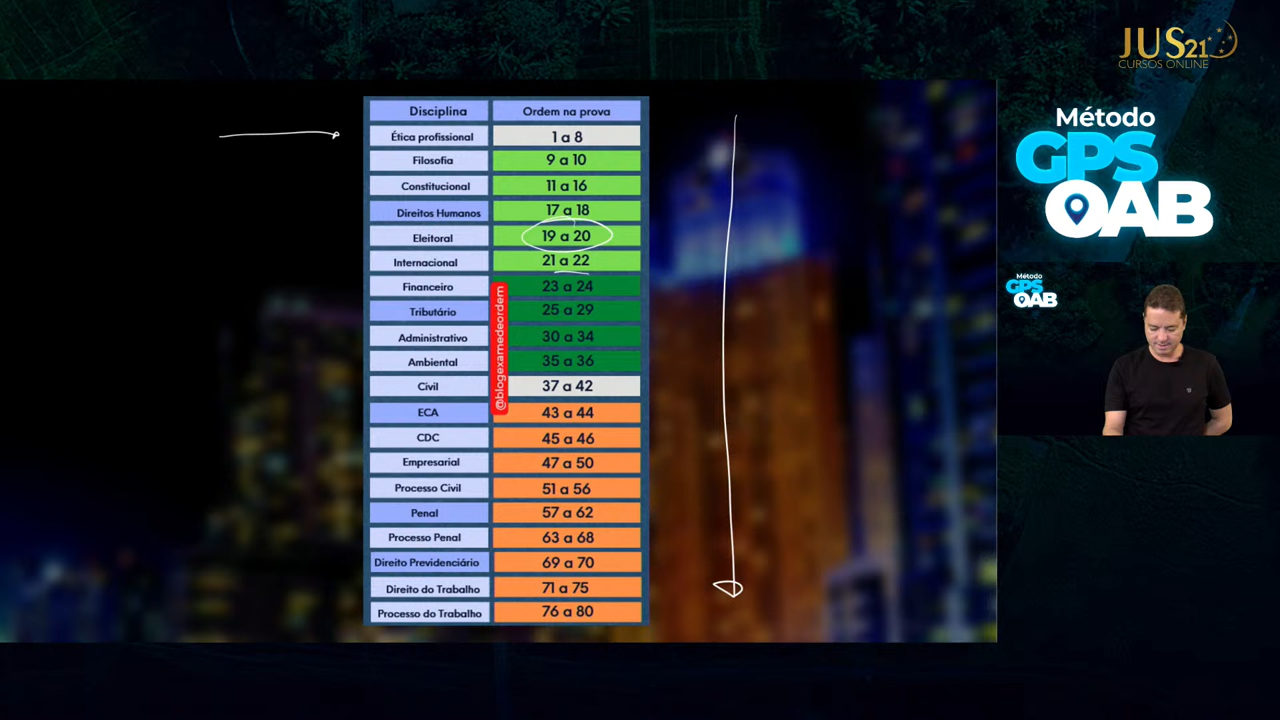 JUS21
CURSOS ONLINE
Disciplina Ordem na prova
Ética profissional 1 a 8
Filosofia 9 a 10
Constitucional 11 a 16
Direitos Humanos 17 a 18
Eleitoral 19 a 20
Internacional 21 a 22
Financeiro 23 a 24
Tributário 25 a 29
Administrativo 30 a 34
Ambiental 35 a 36
Civil 37 a 42
ECA 43 a 44
CDC 45 a 46
Empresarial 47 a 50
Processo Civil 51 a 56
Penal 57 a 62
Processo Penal 63 a 68
Direito Previdenciário 69 a 70
Direito do Trabalho 71 a 75
Processo do Trabalho 76 a 80
@blogexamedeordem
Método
GPS
OAB
Método
GPS
OAB